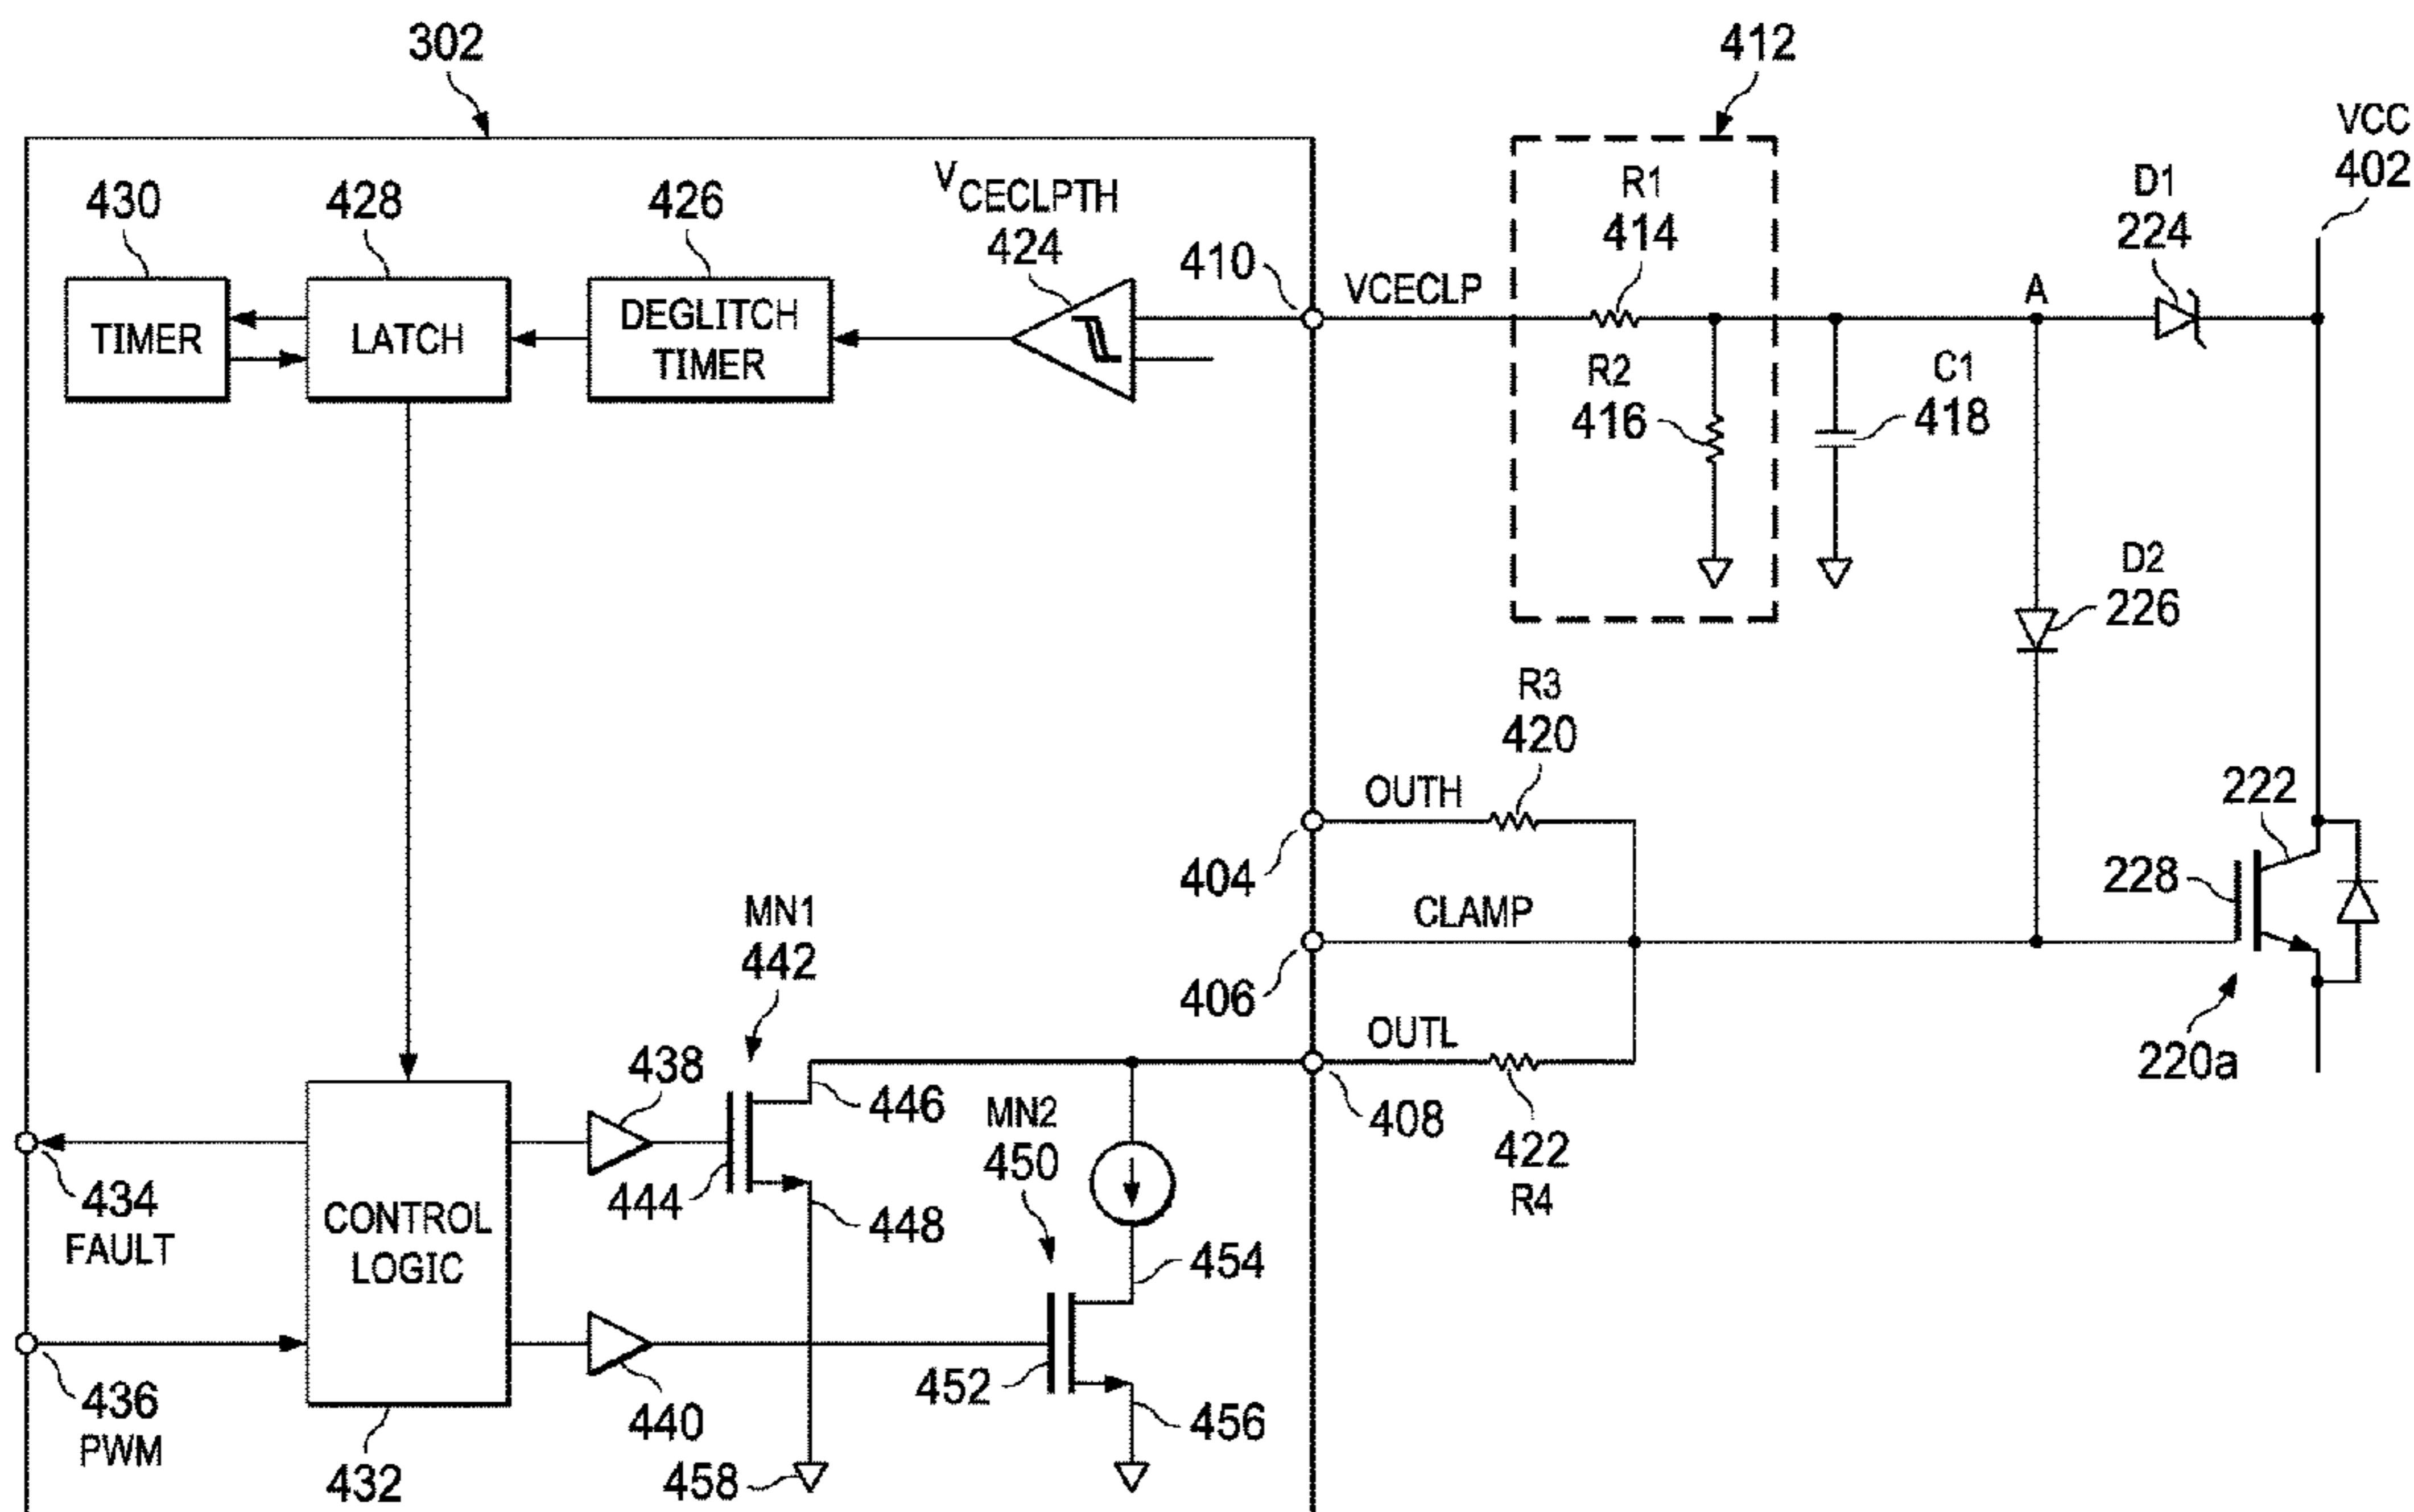 302
412
VCC
402
430
428
426
V
CECLPTH
424
410
VCECLP
R1
414
A
D1
224
TIMER
LATCH
DEGLITCH
TIMER
R2
416
C1
418
D2
226
R3
420
OUTH
404
222
228
CLAMP
406
MN1
442
OUTL
408
422
R4
220a
438
446
MN2
450
444
448
434
FAULT
CONTROL
LOGIC
454
452
456
436
PWM
440
432
458